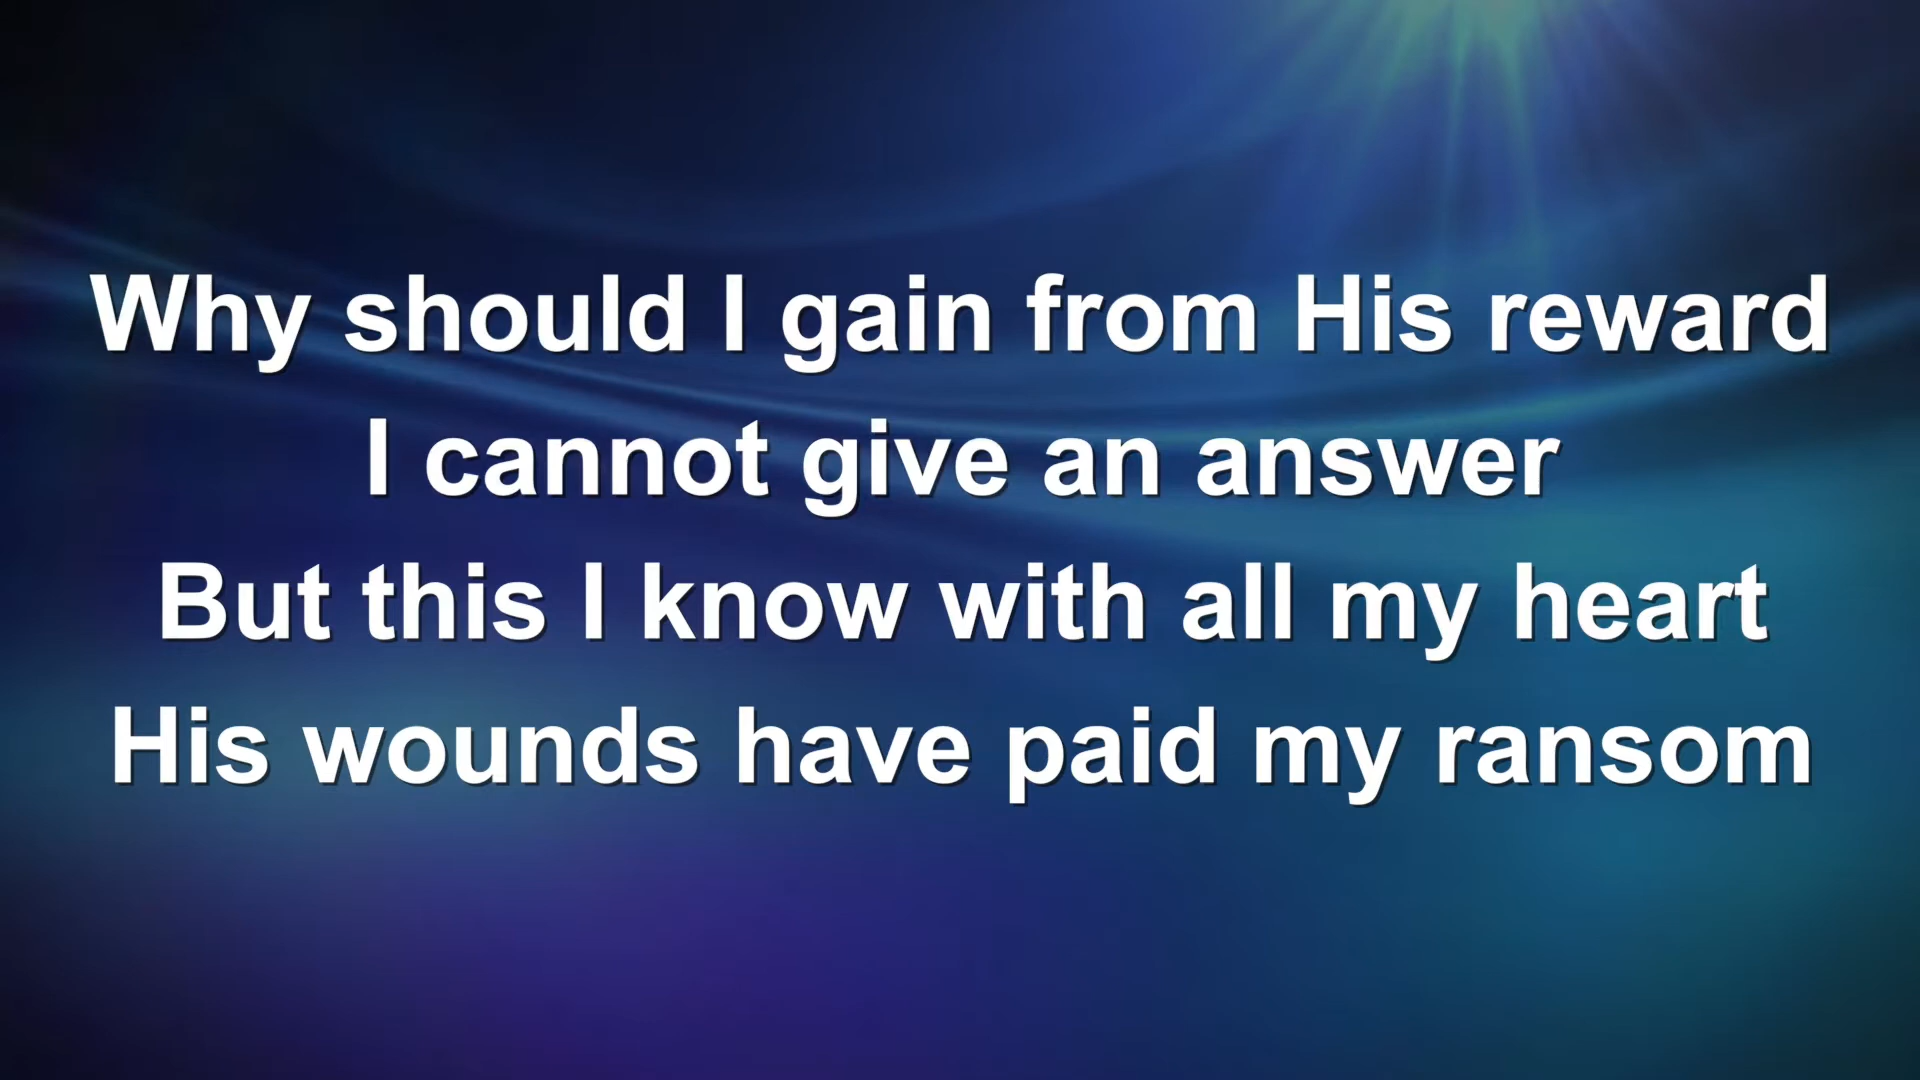 Why should I gain from His reward
I cannot give an answer
But this I know with all my heart
His wounds have paid my ransom